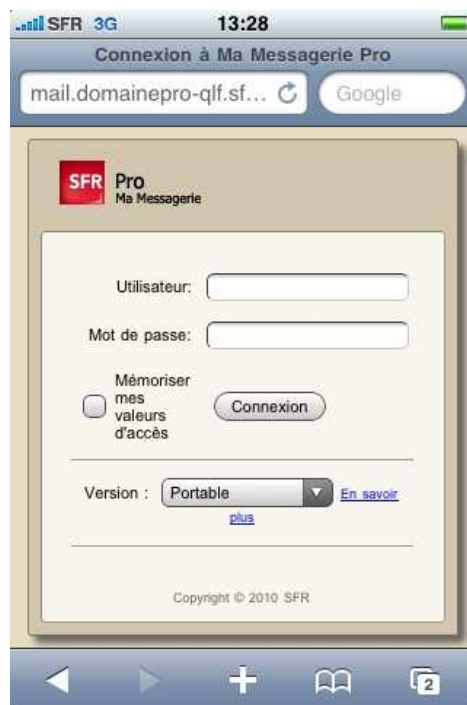 SFR 3G 13:28
Connexion à Ma Messagerie Pro
mail.domainepro-qlf.sf... Google
SFR Pro
Ma Messagerie
Utilisateur:
Mot de passe:
Mémoriser
mes
valeurs
d'accès
Connexion
Version : Portable En savoir
plus
Copyright © 2010 SFR
2